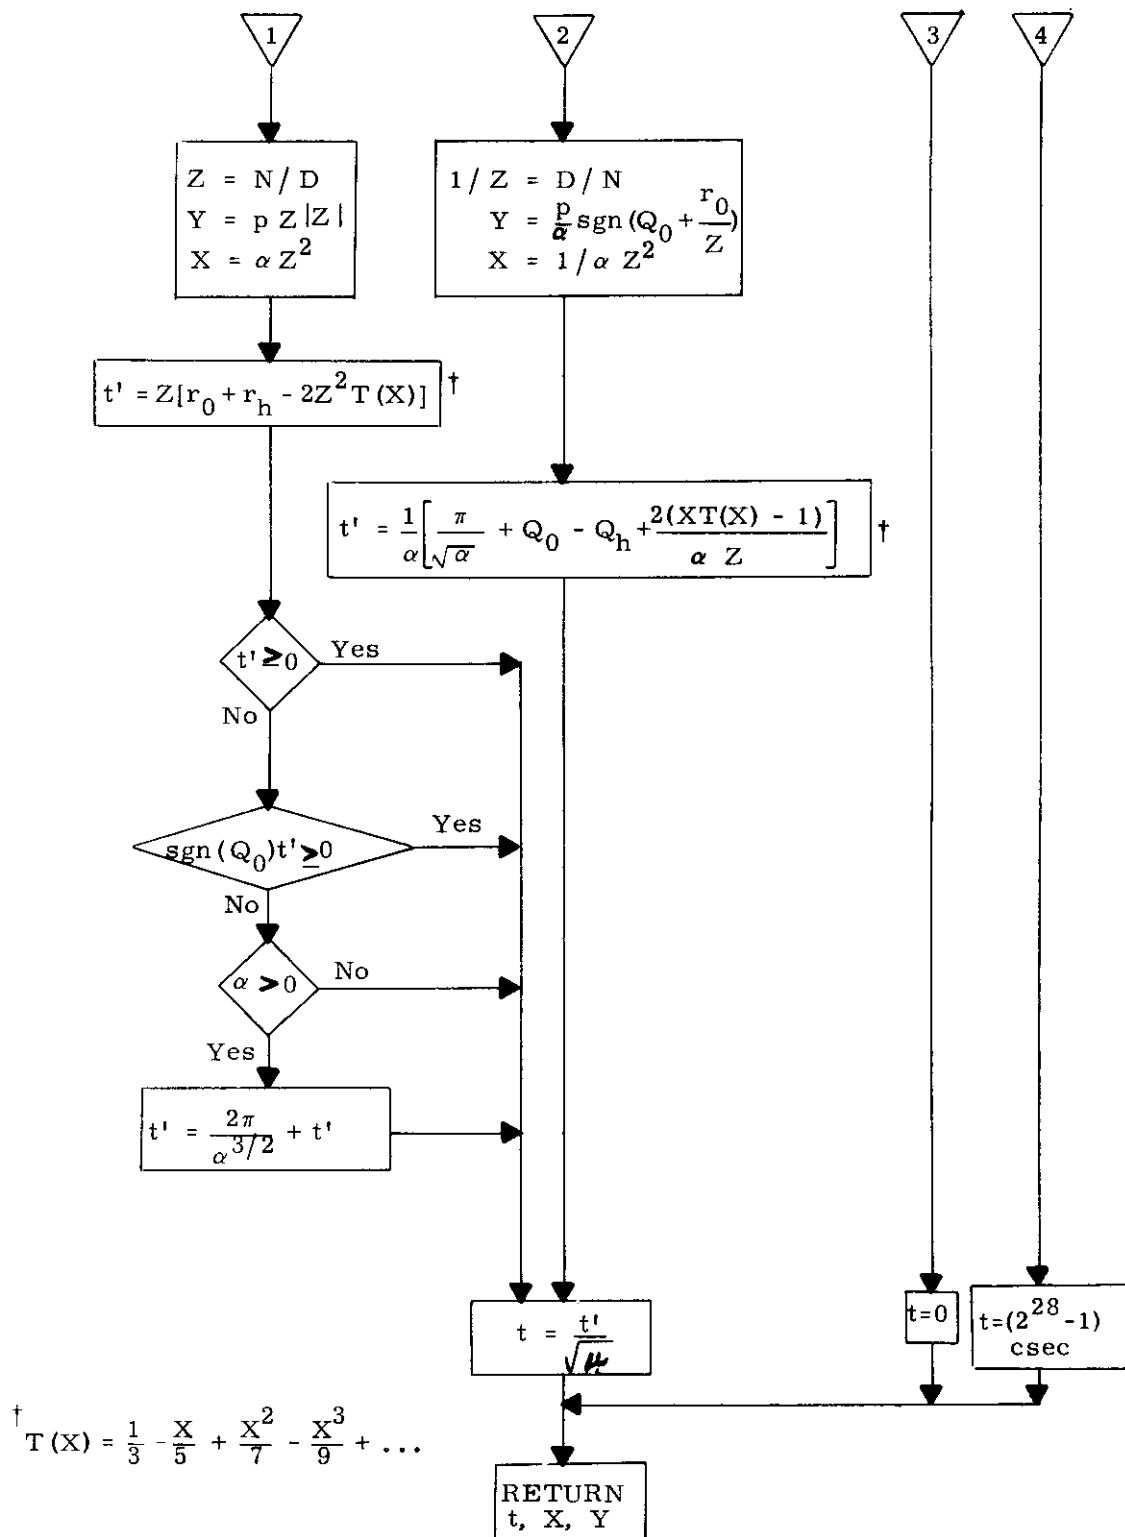 1
2
3
4
Z = N / D
Y = p Z |Z|
X = α Z²
1 / Z = D / N
Y = p/α sgn (Q₀ + r₀/Z)
X = 1 / α Z²
t' = Z[r₀ + r_h - 2Z² T (X)] †
t' = 1/α [π/√α + Q₀ - Q_h + 2(XT(X) - 1)/α Z] †
t' ≥ 0
Yes
No
sgn (Q₀) t' ≥ 0
Yes
No
α > 0
No
Yes
t' = 2π/α^3/2 + t'
t = t'/√μ
t=0
t=(2²⁸ -1)
csec
† T (X) = 1/3 - X/5 + X²/7 - X³/9 + ...
RETURN
t, X, Y